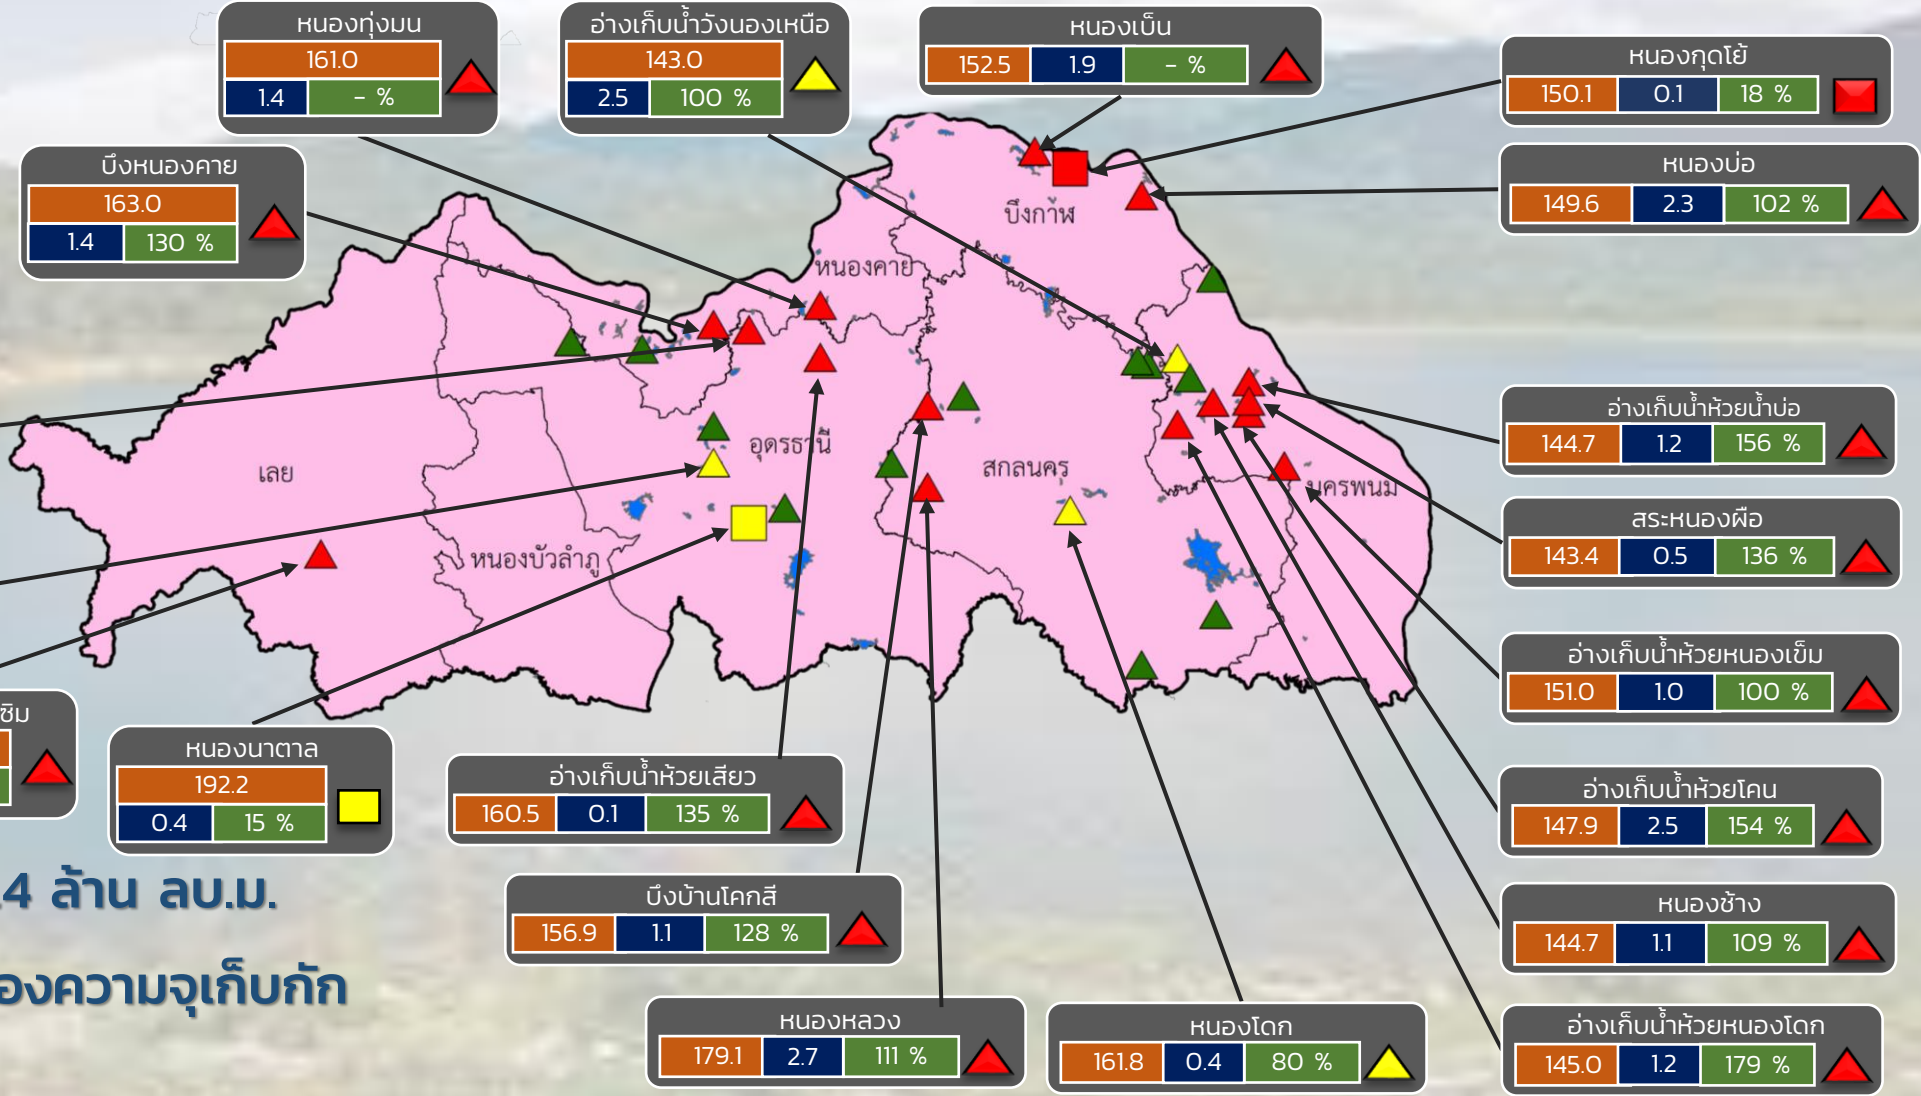 หนองทุ่งมน
161.0
1.4 - %
อ่างเก็บน้ำวังนองเหนือ
143.0
2.5 100 %
หนองเบ็น
152.5 1.9 - %
หนองกุดโย้
150.1 0.1 18 %
บึงหนองคาย
163.0
1.4 130 %
หนองบ่อ
149.6 2.3 102 %
บึงกาฬ
หนองคาย
อุดรธานี
เลย
สกลนคร
นครพนม
หนองบัวลำภู
อ่างเก็บน้ำห้วยน้ำบ่อ
144.7 1.2 156 %
สระหนองผือ
143.4 0.5 136 %
อ่างเก็บน้ำห้วยหนองเข็ม
151.0 1.0 100 %
ซิม
หนองนาตาล
192.2
0.4 15 %
อ่างเก็บน้ำห้วยเสียว
160.5 0.1 135 %
อ่างเก็บน้ำห้วยโคน
147.9 2.5 154 %
.4 ล้าน ลบ.ม.
บึงบ้านโคกสี
156.9 1.1 128 %
หนองช้าง
144.7 1.1 109 %
องความจุเก็บกัก
หนองหลวง
179.1 2.7 111 %
หนองโดก
161.8 0.4 80 %
อ่างเก็บน้ำห้วยหนองโดก
145.0 1.2 179 %